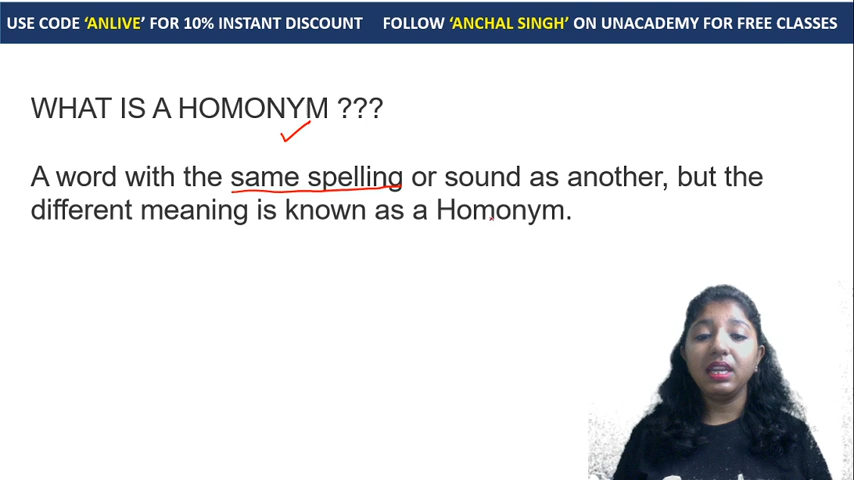 USE CODE ‘ANLIVE’ FOR 10% INSTANT DISCOUNT FOLLOW ‘ANCHAL SINGH’ ON UNACADEMY FOR FREE CLASSES
WHAT IS A HOMONYM ???
A word with the same spelling or sound as another, but the
different meaning is known as a Homonym.